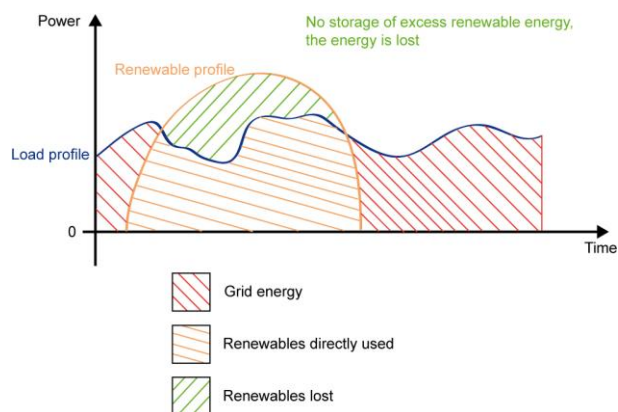 Power
No storage of excess renewable energy,
the energy is lost
Renewable profile
Load profile
0
Time
Grid energy
Renewables directly used
Renewables lost